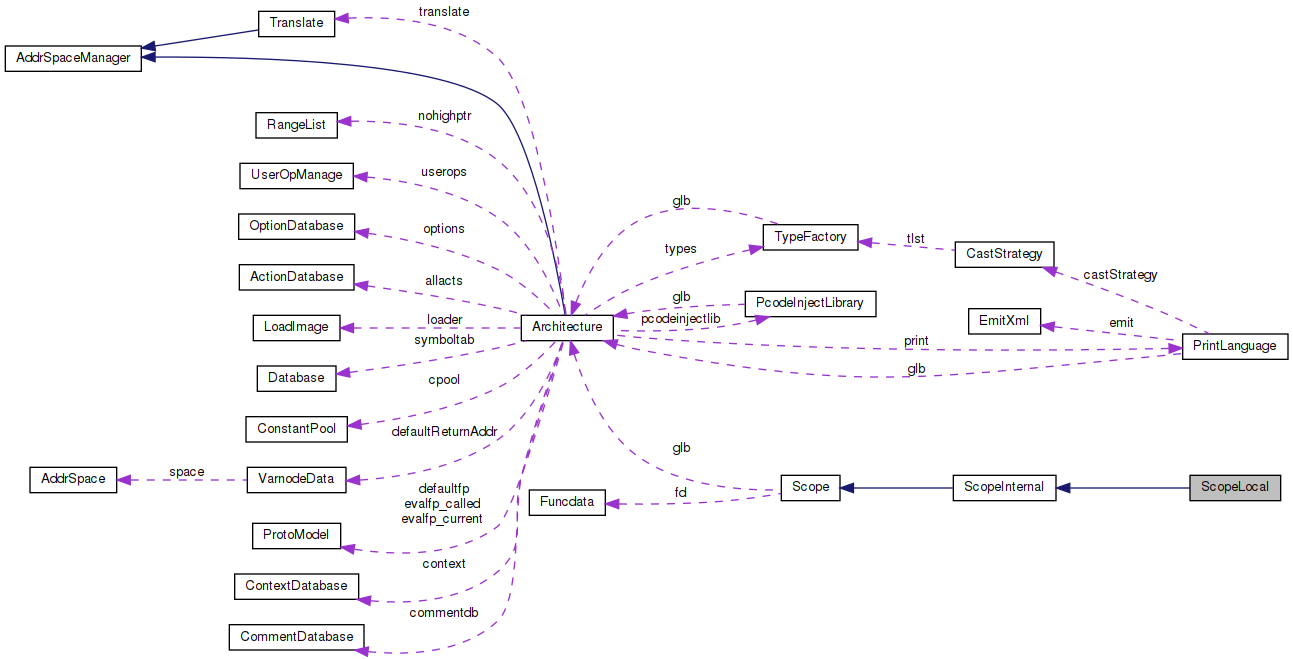 Translate
translate
AddrSpaceManager
RangeList
nohighptr
UserOpManage
userops
OptionDatabase
options
ActionDatabase
allacts
LoadImage
loader
symboltab
Database
cpool
ConstantPool
defaultReturnAddr
AddrSpace
space
VarnodeData
defaultfp
evalfp_called
evalfp_current
ProtoModel
context
ContextDatabase
commentdb
CommentDatabase
Architecture
glb
types
TypeFactory
tlst
CastStrategy
castStrategy
glb
PcodeInjectLibrary
pcodeinjectlib
EmitXml
emit
print
PrintLanguage
glb
glb
Funcdata
fd
Scope
ScopeInternal
ScopeLocal